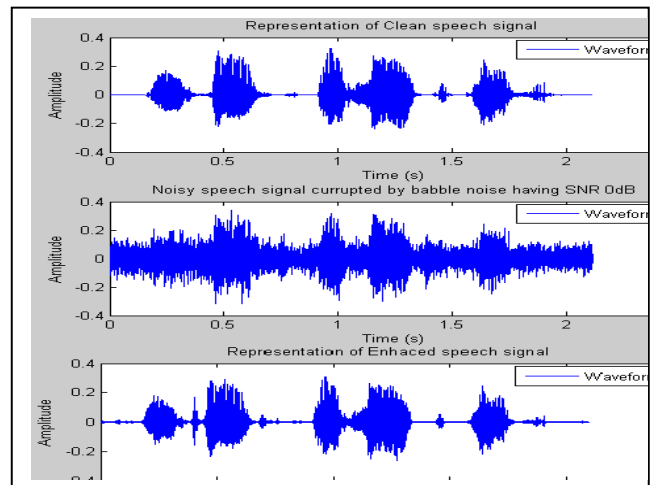 Representation of Clean speech signal
0.4
0.2
0
-0.2
-0.4
Amplitude
Waveform
0 0.5 1 1.5 2
Time (s)
Noisy speech signal currupted by babble noise having SNR 0dB
0.4
0.2
0
-0.2
-0.4
Amplitude
Waveform
0 0.5 1 1.5 2
Time (s)
Representation of Enhaced speech signal
0.4
0.2
0
-0.2
-0.4
Amplitude
Waveform